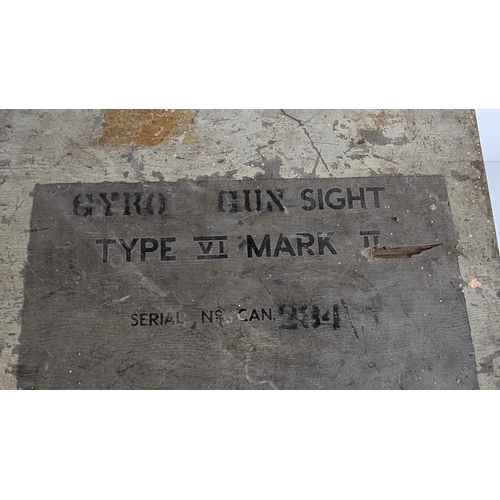 GYRO GUN SIGHT
TYPE VI MARK II
SERIAL Nº CAN.